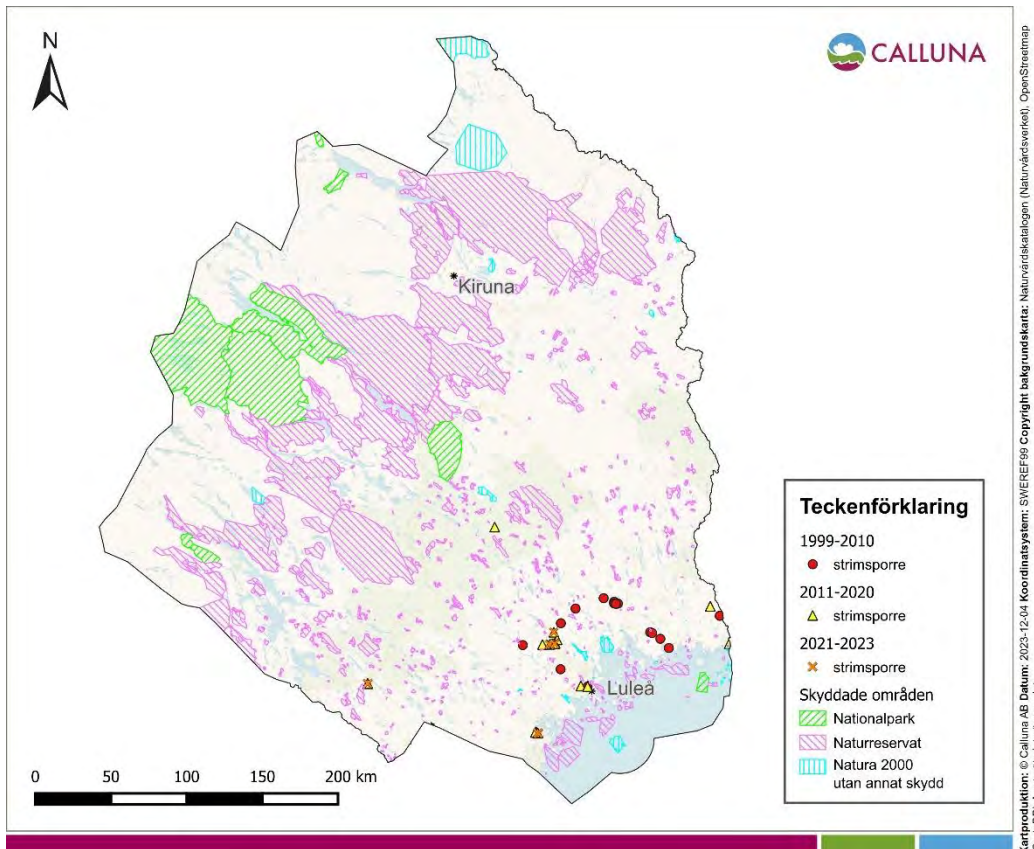 N
CALLUNA
Kiruna
Luleå
Teckenförklaring
1999-2010
strimsporre
2011-2020
strimsporre
2021-2023
strimsporre
Skyddade områden
Nationalpark
Naturreservat
Natura 2000
utan annat skydd
0 50 100 150 200 km
Kartproduktion: © Calluna AB Datum: 2023-12-04 Koordinatsystem: SWEREF99 Copyright bakgrundskarta: Naturvårdskatalogen (Naturvårdsverket), OpenStreetmap